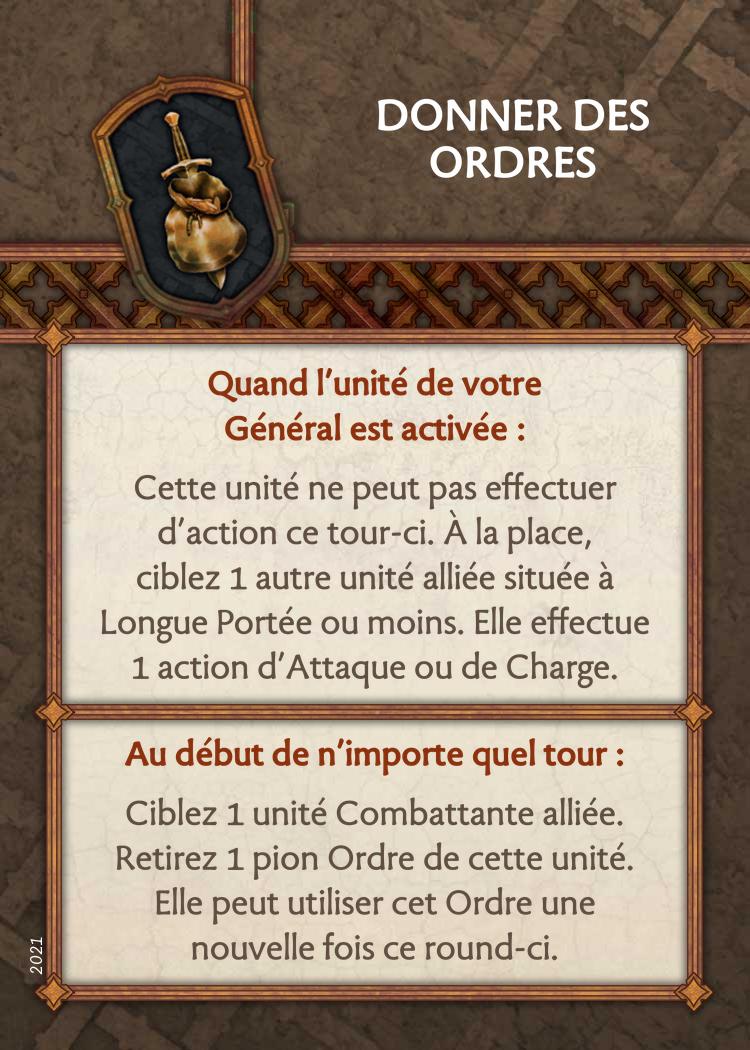 DONNER DES
ORDRES
Quand l'unité de votre
Général est activée :
Cette unité ne peut pas effectuer
d'action ce tour-ci. À la place,
ciblez 1 autre unité alliée située à
Longue Portée ou moins. Elle effectue
1 action d'Attaque ou de Charge.
Au début de n'importe quel tour :
Ciblez 1 unité Combattante alliée.
Retirez 1 pion Ordre de cette unité.
Elle peut utiliser cet Ordre une
nouvelle fois ce round-ci.
2021